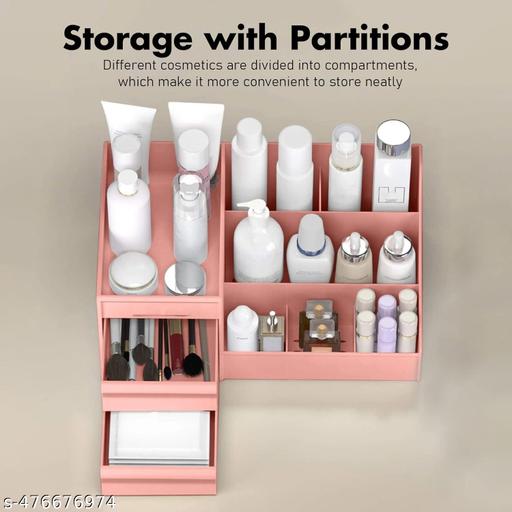 Storage with Partitions
Different cosmetics are divided into compartments,
which make it more convenient to store neatly
s-476676974